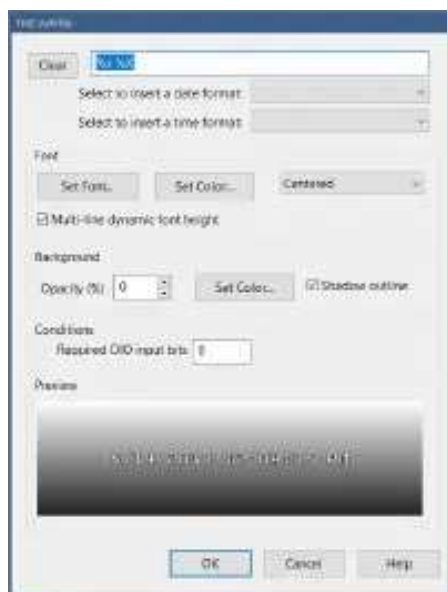 Text overlay
Clear
Select to insert a date format:
Select to insert a time format:
Font
Set Font... Set Color... Centered
Multi-line dynamic font height
Background
Opacity (%) 0 Set Color... Shadow outline
Conditions
Required DIO input bits 0
Preview
OK Cancel Help